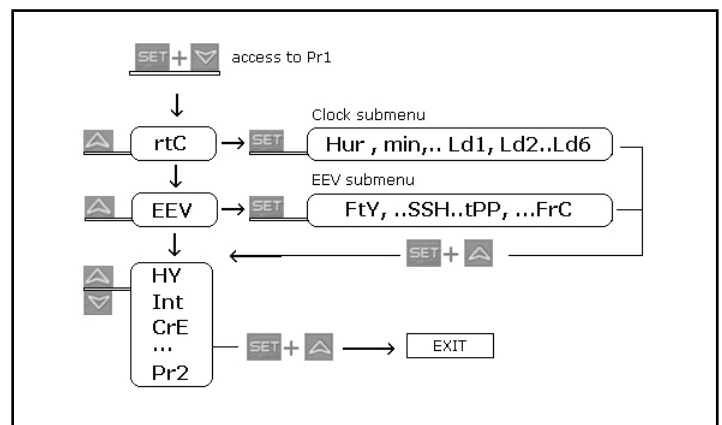 SET + access to Pr1
Clock submenu
rtC SET Hur , min,.. Ld1, Ld2..Ld6
EEV submenu
EEV SET FtY, ..SSH..tPP, ...FrC
SET +
HY
Int
CrE
...
Pr2
SET + EXIT